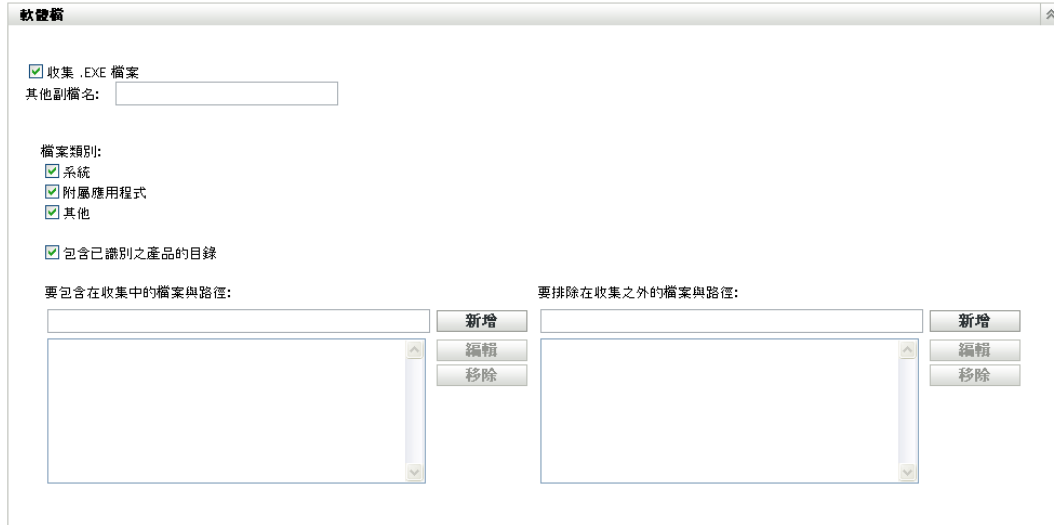 軟體檔
收集 .EXE 檔案
其他副檔名:
檔案類別:
系統
附屬應用程式
其他
包含已識別之產品的目錄
要包含在收集中的檔案與路徑:
要排除在收集之外的檔案與路徑:
新增
新增
編輯
編輯
移除
移除